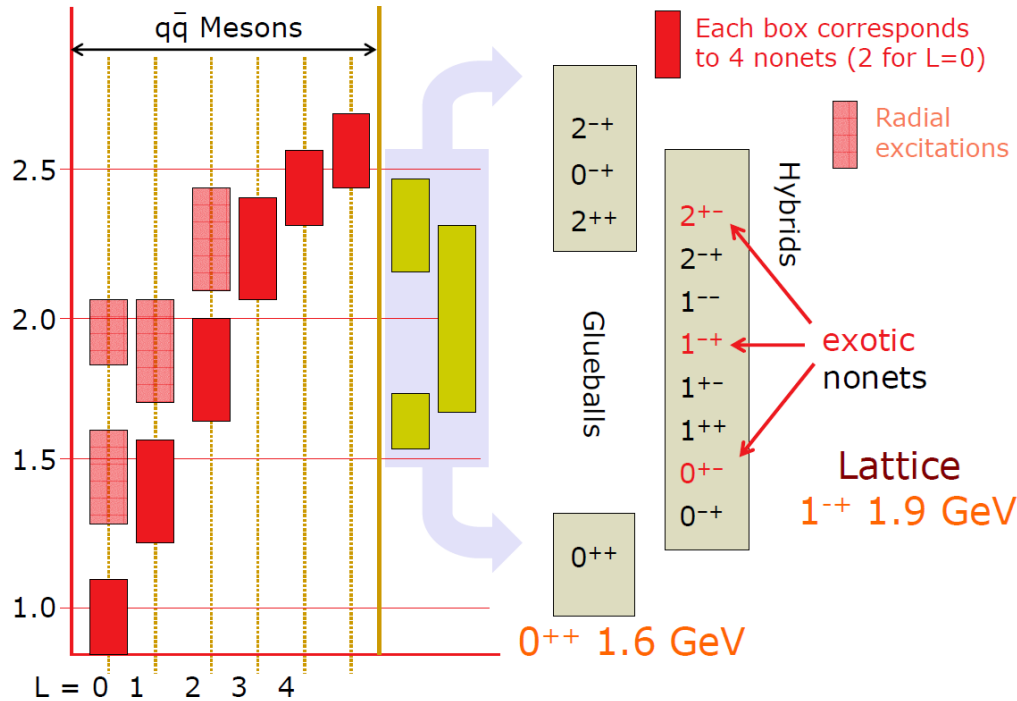 qq̄ Mesons
Each box corresponds
to 4 nonets (2 for L=0)
Radial
excitations
2.5
2.0
1.5
1.0
L = 0 1 2 3 4
2⁻⁺
0⁻⁺
2⁺⁺
Glueballs
0⁺⁺
0⁺⁺ 1.6 GeV
Hybrids
2⁺⁻
2⁻⁺
1⁻⁻
1⁻⁺
1⁺⁻
1⁺⁺
0⁺⁻
0⁻⁺
exotic
nonets
Lattice
1⁻⁺ 1.9 GeV